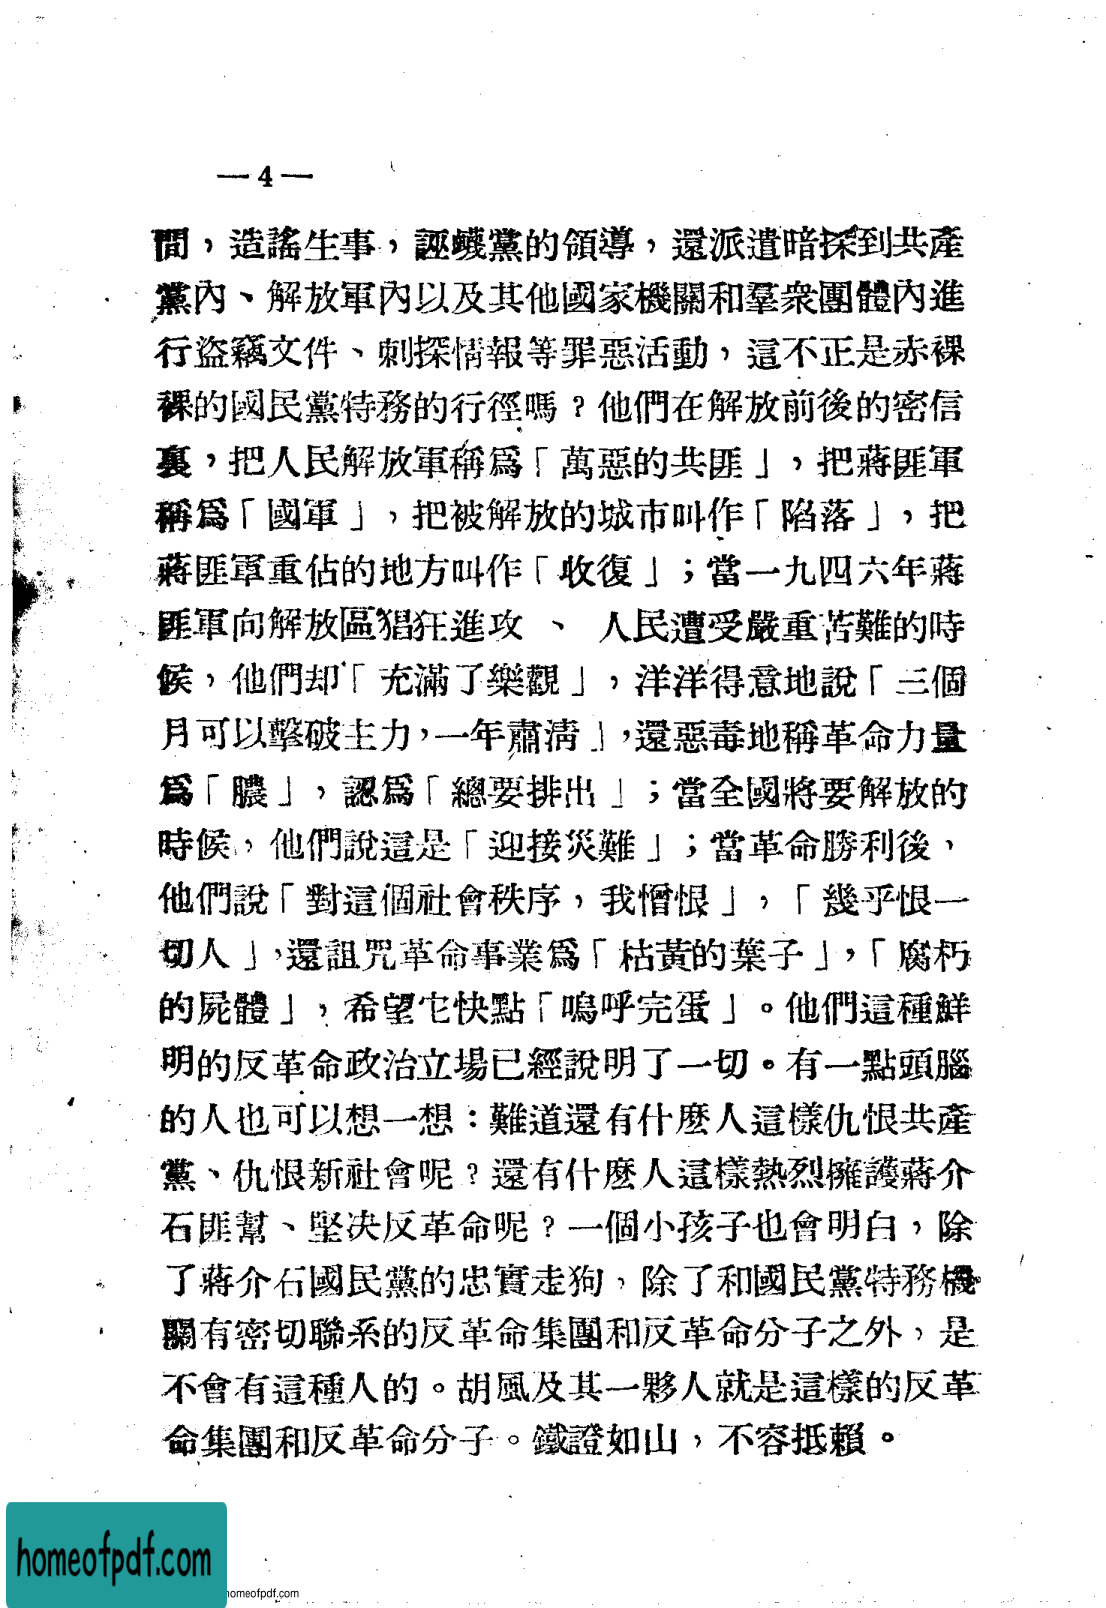 —4—
間，造謠生事，誣衊黨的領導，還派遣暗探到共產
黨內、解放軍內以及其他國家機關和羣衆團體內進
行盜竊文件、刺探情報等罪惡活動，這不正是赤裸
裸的國民黨特務的行徑嗎？他們在解放前後的密信
裏，把人民解放軍稱爲「萬惡的共匪」，把蔣匪軍
稱爲「國軍」，把被解放的城市叫作「陷落」，把
蔣匪軍重佔的地方叫作「收復」；當一九四六年蔣
匪軍向解放區猖狂進攻、人民遭受嚴重苦難的時
候，他們却「充滿了樂觀」，洋洋得意地說「三個
月可以擊破主力，一年肅淸」，還惡毒地稱革命力量
爲「膿」，認爲「總要排出」；當全國將要解放的
時候，他們說這是「迎接災難」；當革命勝利後，
他們說「對這個社會秩序，我憎恨」，「幾乎恨一
切人」，還詛咒革命事業爲「枯黃的葉子」，「腐朽
的屍體」，希望它快點「嗚呼完蛋」。他們這種鮮
明的反革命政治立場已經說明了一切。有一點頭腦
的人也可以想一想：難道還有什麽人這樣仇恨共產
黨、仇恨新社會呢？還有什麽人這樣熱烈擁護蔣介
石匪幫、堅决反革命呢？一個小孩子也會明白，除
了蔣介石國民黨的忠實走狗，除了和國民黨特務機
關有密切聯系的反革命集團和反革命分子之外，是
不會有這種人的。胡風及其一夥人就是這樣的反革
命集團和反革命分子。鐵證如山，不容抵賴。
homeofpdf.com
homeofpdf.com